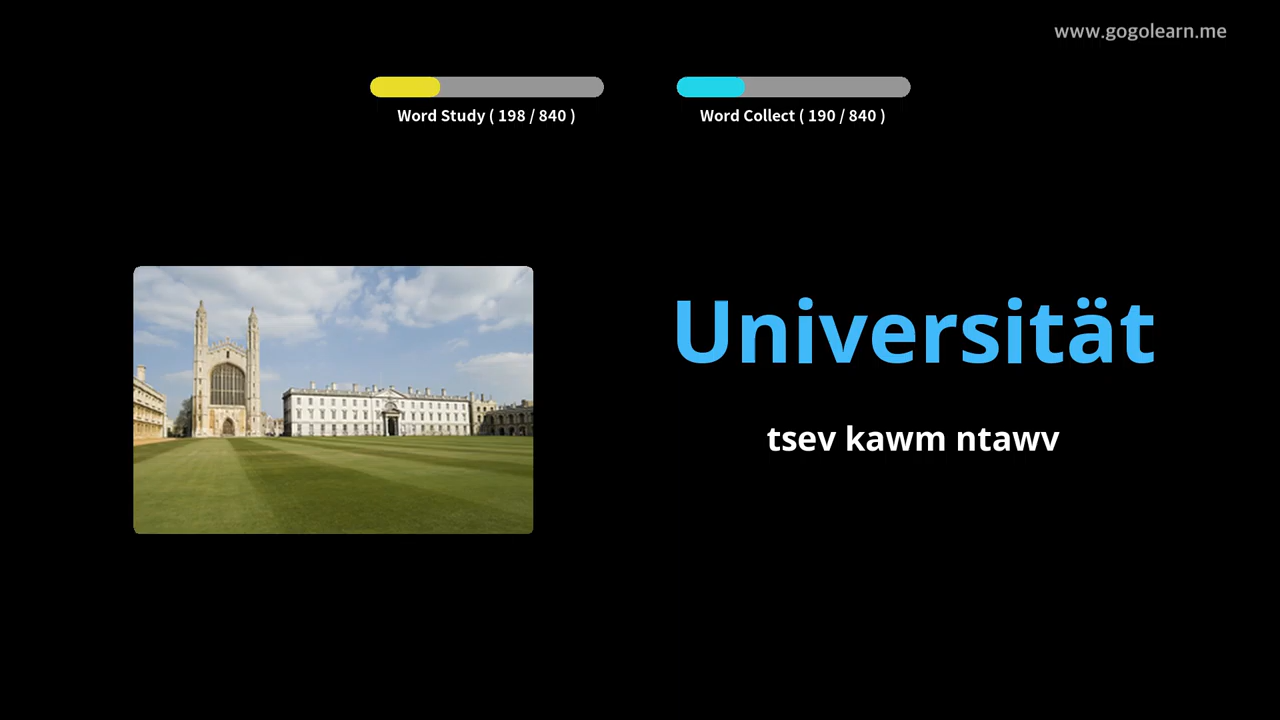 www.gogolearn.me
Word Study ( 198 / 840 )
Word Collect ( 190 / 840 )
Universität
tsev kawm ntawv